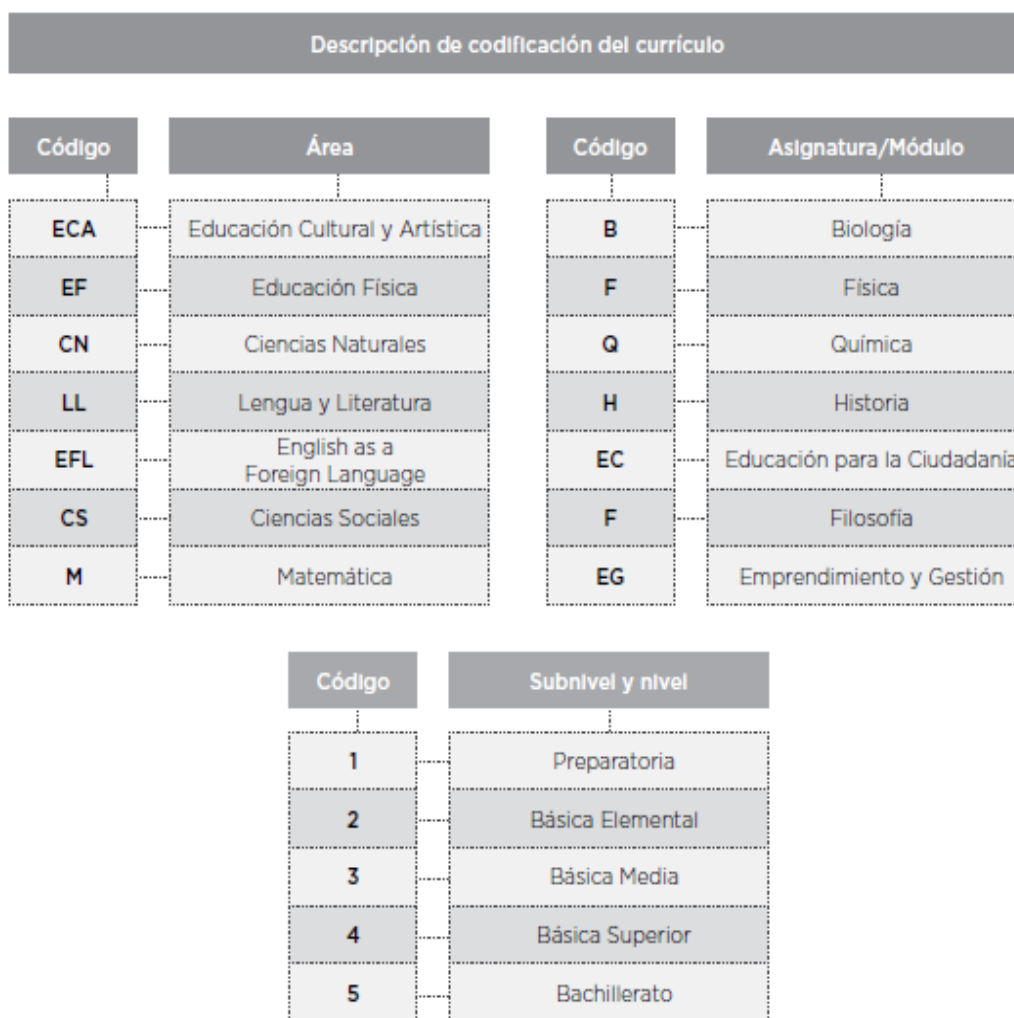 Descripción de codificación del currículo
Código Área
ECA Educación Cultural y Artística
EF Educación Física
CN Ciencias Naturales
LL Lengua y Literatura
EFL English as a
Foreign Language
CS Ciencias Sociales
M Matemática
Código Asignatura/Módulo
B Biología
F Física
Q Química
H Historia
EC Educación para la Ciudadanía
F Filosofía
EG Emprendimiento y Gestión
Código Subnivel y nivel
1 Preparatoria
2 Básica Elemental
3 Básica Media
4 Básica Superior
5 Bachillerato